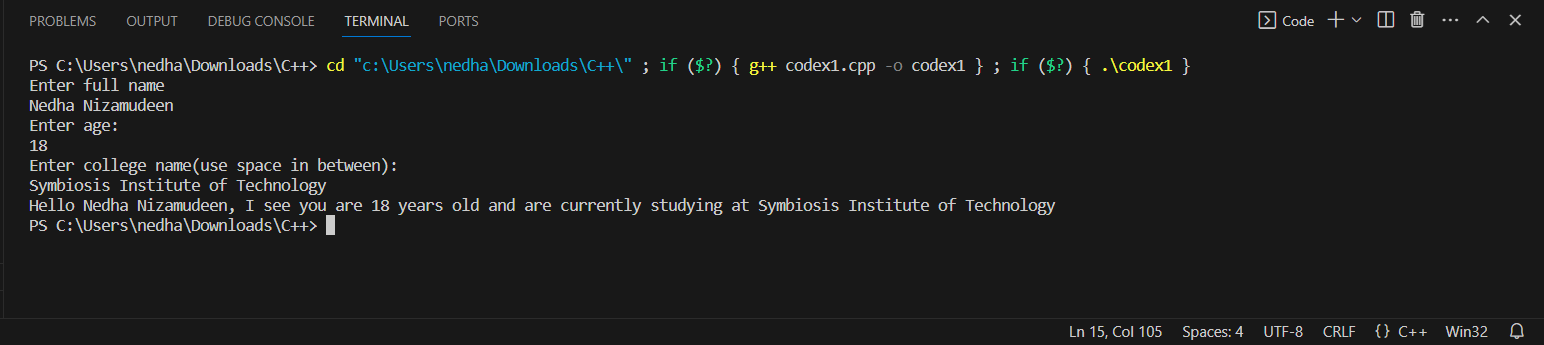 PROBLEMS OUTPUT DEBUG CONSOLE TERMINAL PORTS Code
PS C:\Users\nedha\Downloads\C++> cd "c:\Users\nedha\Downloads\C++\" ; if ($?) { g++ codex1.cpp -o codex1 } ; if ($?) { .\codex1 }
Enter full name
Nedha Nizamudeen
Enter age:
18
Enter college name(use space in between):
Symbiosis Institute of Technology
Hello Nedha Nizamudeen, I see you are 18 years old and are currently studying at Symbiosis Institute of Technology
PS C:\Users\nedha\Downloads\C++>
Ln 15, Col 105 Spaces: 4 UTF-8 CRLF {} C++ Win32